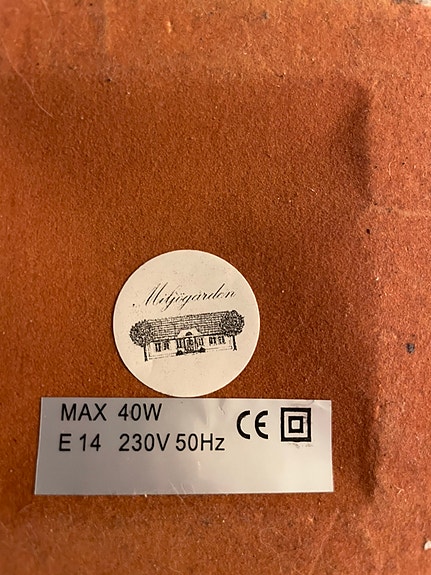 Miljögården
MAX 40W
E 14 230V 50Hz
CE